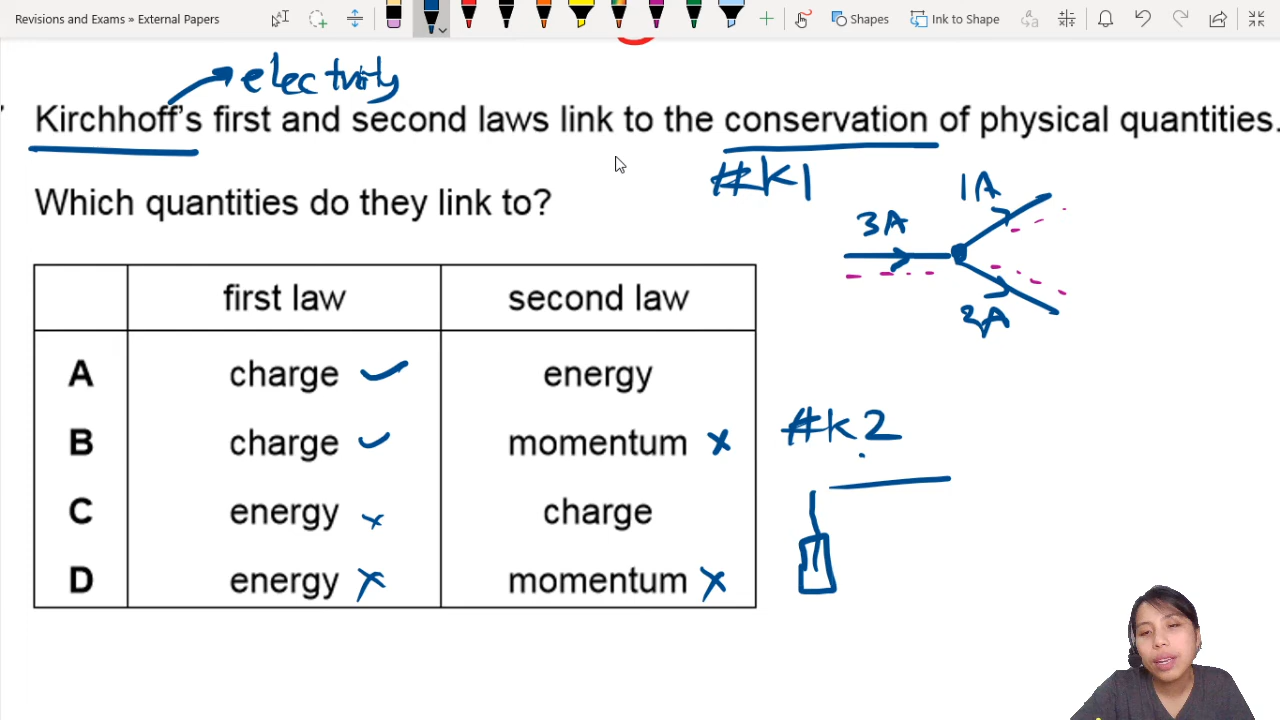 Revisions and Exams » External Papers
Shapes
Ink to Shape
electricity
Kirchhoff's first and second laws link to the conservation of physical quantities.
#K1
Which quantities do they link to?
1A
3A
2A
first law second law
A charge ✓ energy
B charge ✓ momentum x
C energy x charge
D energy x momentum x
#K2